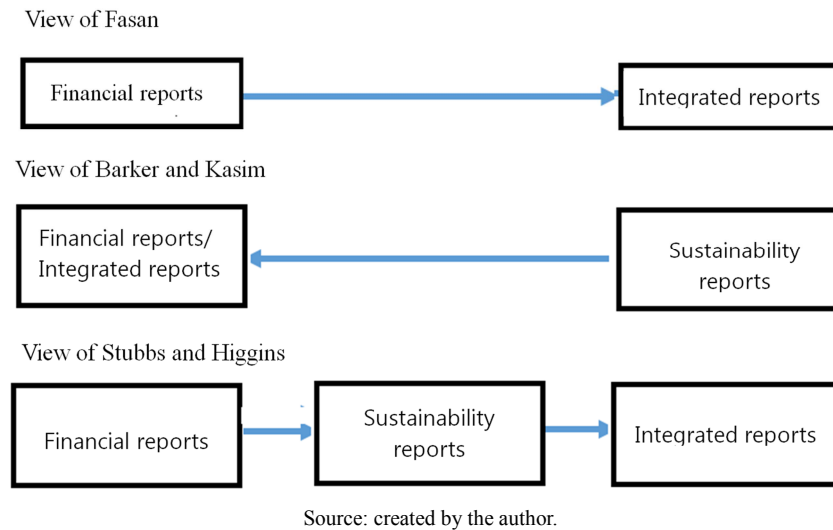 View of Fasan
Financial reports
Integrated reports
View of Barker and Kasim
Financial reports/
Integrated reports
Sustainability
reports
View of Stubbs and Higgins
Financial reports
Sustainability
reports
Integrated reports
Source: created by the author.